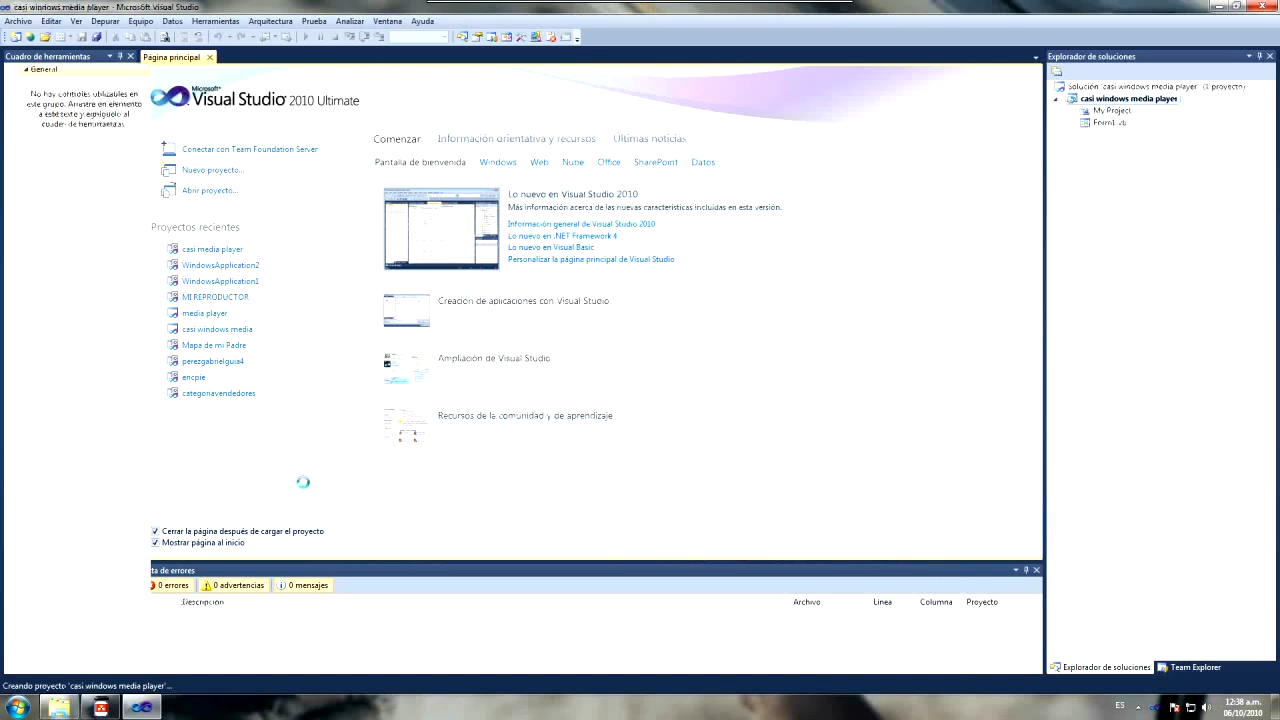 casi windows media player - Microsoft Visual Studio
Archivo Editar Ver Depurar Equipo Datos Herramientas Arquitectura Prueba Analizar Ventana Ayuda
Cuadro de herramientas
General
No hay controles utilizables en
este grupo. Arrastre un elemento
a este texto y agréguelo al
cuadro de herramientas.
Página principal
Microsoft
Visual Studio 2010 Ultimate
Conectar con Team Foundation Server
Nuevo proyecto...
Abrir proyecto...
Proyectos recientes
casi media player
WindowsApplication2
WindowsApplication1
MI REPRODUCTOR
media player
casi windows media
Mapa de mi Padre
perezgabrielguia4
encpie
categoriavendedores
Cerrar la página después de cargar el proyecto
Mostrar página al inicio
Comenzar Información orientativa y recursos Últimas noticias
Pantalla de bienvenida Windows Web Nube Office SharePoint Datos
Lo nuevo en Visual Studio 2010
Más información acerca de las nuevas características incluidas en esta versión.
Información general de Visual Studio 2010
Lo nuevo en .NET Framework 4
Lo nuevo en Visual Basic
Personalizar la página principal de Visual Studio
Creación de aplicaciones con Visual Studio
Ampliación de Visual Studio
Recursos de la comunidad y de aprendizaje
ta de errores
0 errores 0 advertencias 0 mensajes
Descripción Archivo Línea Columna Proyecto
Explorador de soluciones
Solución 'casi windows media player' (1 proyecto)
casi windows media player
My Project
Form1.vb
Explorador de soluciones Team Explorer
Creando proyecto 'casi windows media player'...
ES
12:38 a.m.
06/10/2010